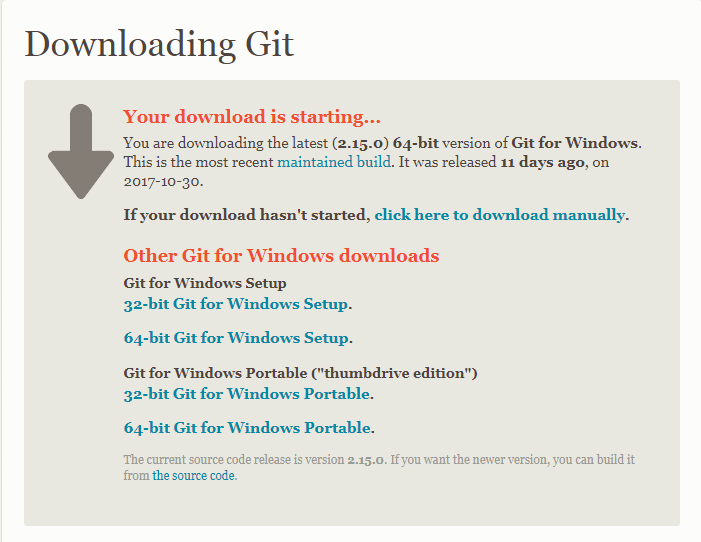 Downloading Git
Your download is starting...
You are downloading the latest (2.15.0) 64-bit version of Git for Windows.
This is the most recent maintained build. It was released 11 days ago, on
2017-10-30.
If your download hasn't started, click here to download manually.
Other Git for Windows downloads
Git for Windows Setup
32-bit Git for Windows Setup.
64-bit Git for Windows Setup.
Git for Windows Portable ("thumbdrive edition")
32-bit Git for Windows Portable.
64-bit Git for Windows Portable.
The current source code release is version 2.15.0. If you want the newer version, you can build it
from the source code.